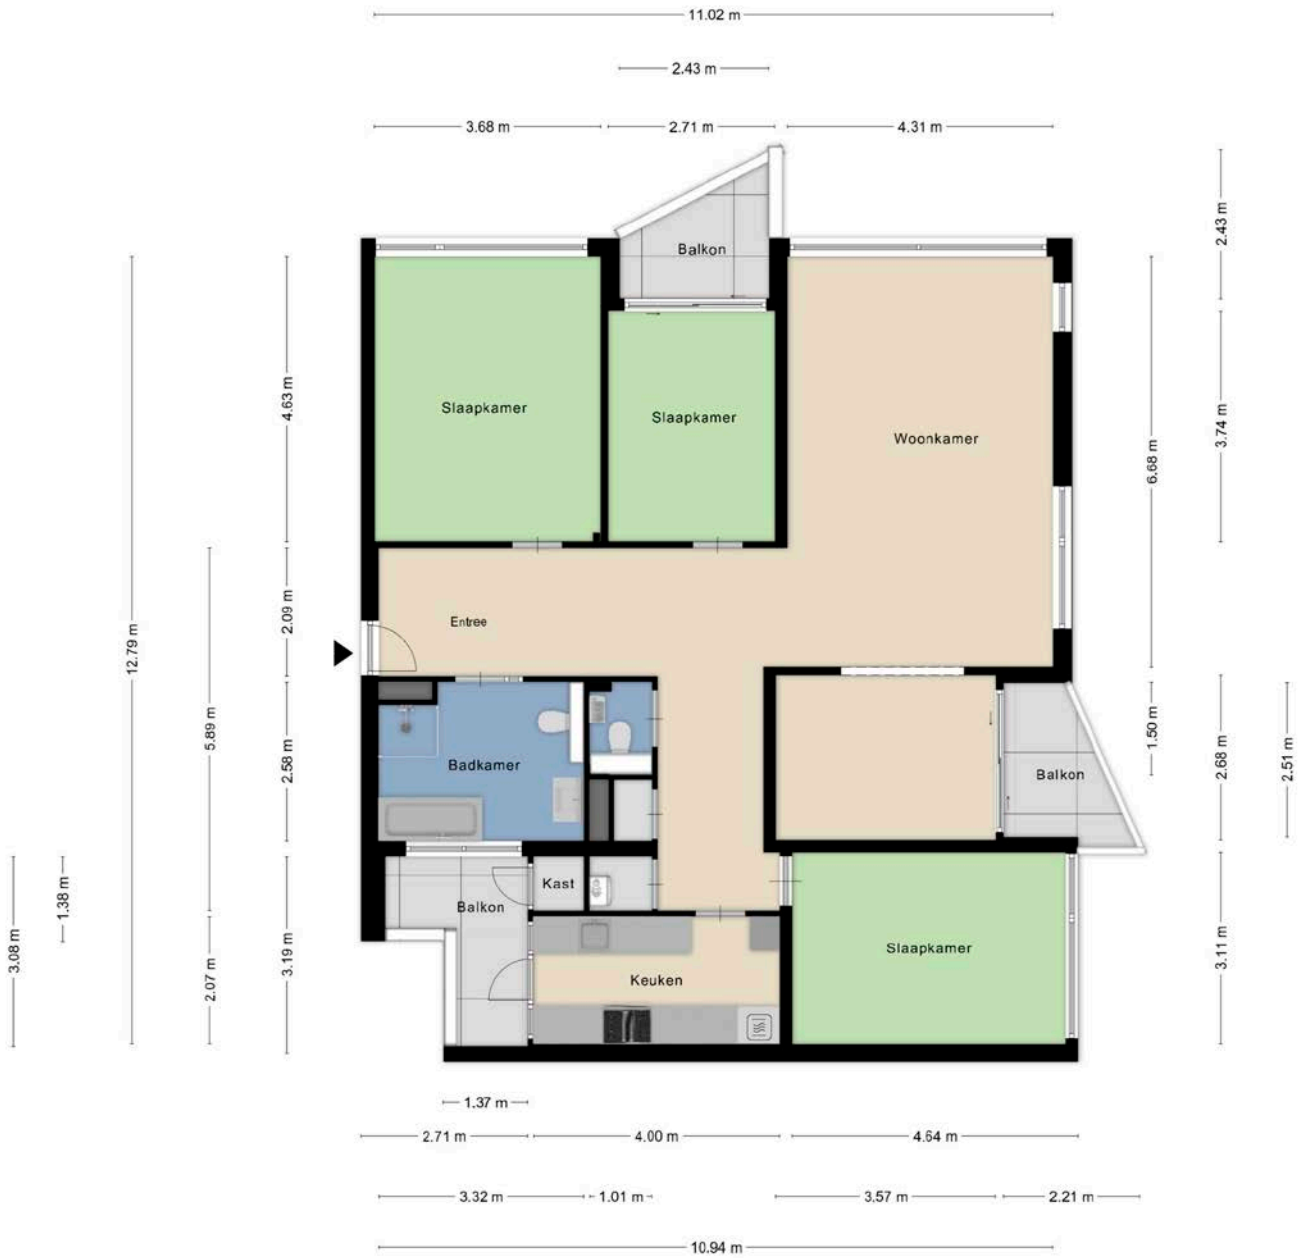 11.02 m
2.43 m
3.68 m
2.71 m
4.31 m
2.43 m
Balkon
4.63 m
Slaapkamer
Slaapkamer
Woonkamer
6.68 m
3.74 m
12.79 m
5.89 m
2.09 m
Entree
2.58 m
Badkamer
Balkon
1.50 m
2.68 m
2.51 m
3.08 m
1.38 m
2.07 m
3.19 m
Balkon
Kast
Keuken
Slaapkamer
3.11 m
1.37 m
2.71 m
4.00 m
4.64 m
3.32 m
1.01 m
3.57 m
2.21 m
10.94 m